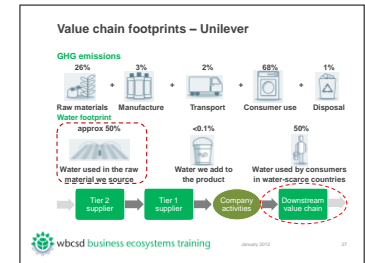 Value chain footprints – Unilever
GHG emissions
26% 3% 2% 68% 1%
+ + + +
Raw materials Manufacture Transport Consumer use Disposal
Water footprint
approx 50% <0.1% 50%
Water used in the raw material we source
Water we add to the product
Water used by consumers in water-scarce countries
Tier 2 supplier
Tier 1 supplier
Company activities
Downstream value chain
wbcsd business ecosystems training January 2013 27